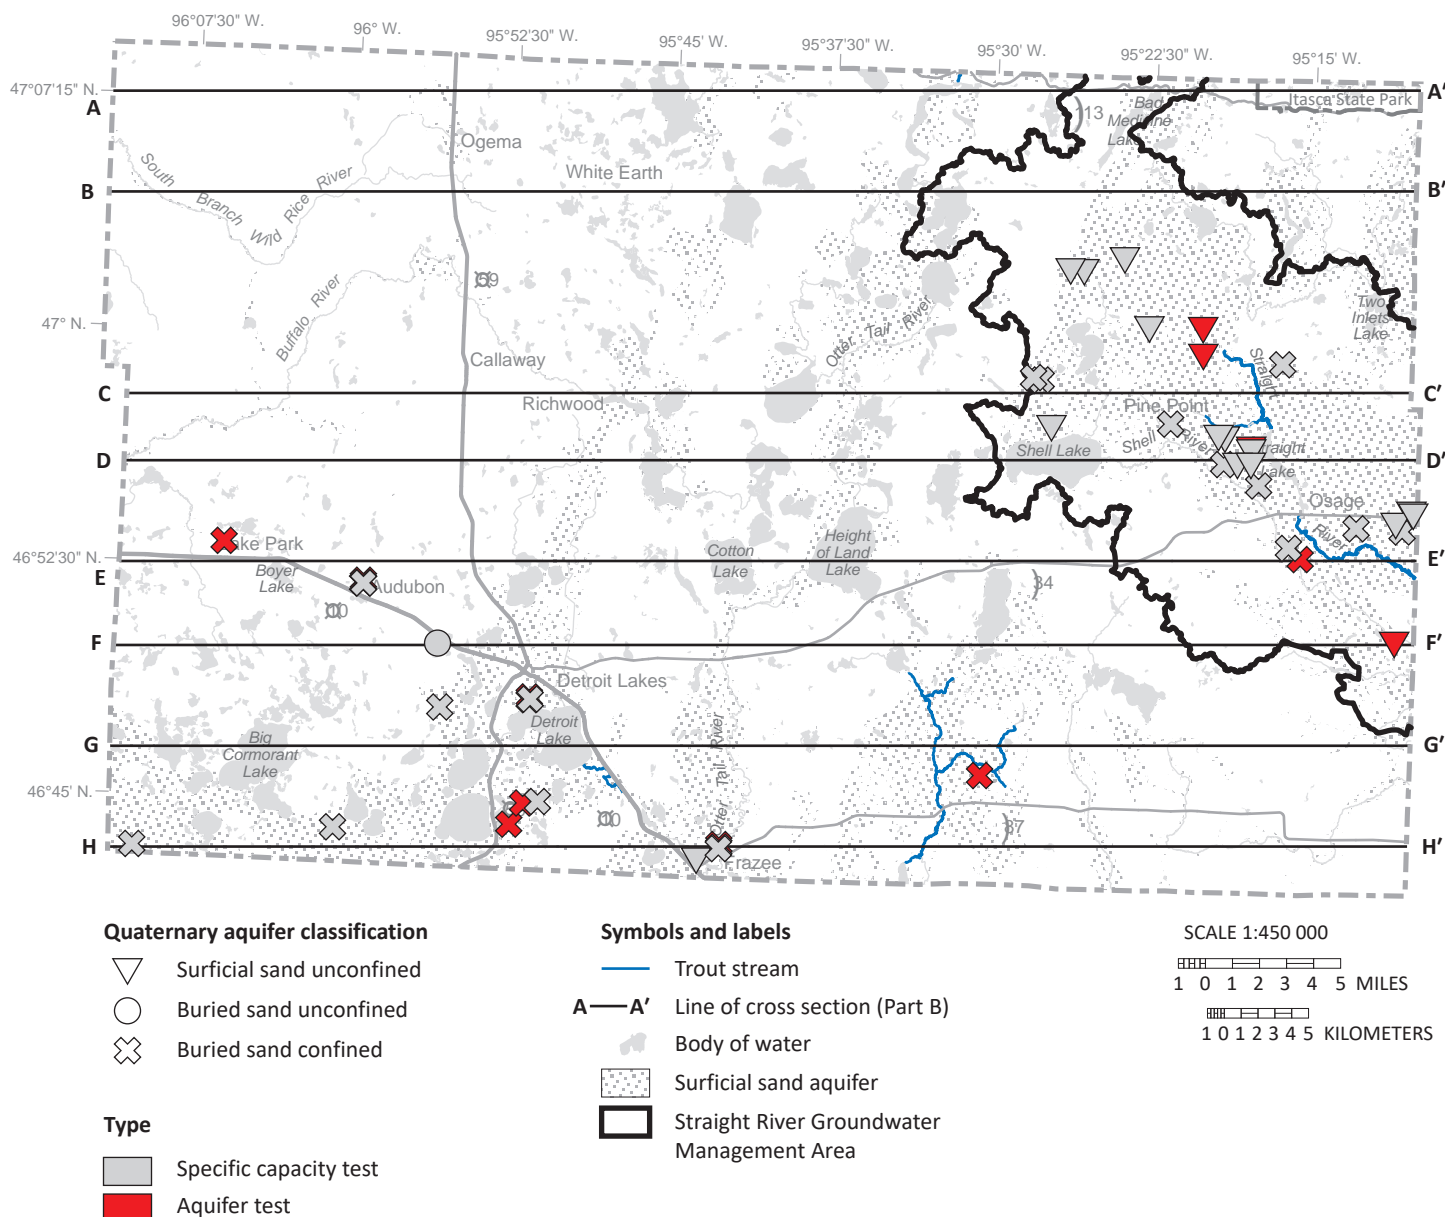 96°07'30" W.
96° W.
95°52'30" W.
95°45' W.
95°37'30" W.
95°30' W.
95°22'30" W.
95°15' W.
47°07'15" N.
A
A'
Itasca State Park
113
Bad
Medicine
Lake
Ogema
South
Branch
Wild
Rice
River
White Earth
B
B'
Buffalo
River
59
Otter
Tail
River
Two
Inlets
Lake
47° N.
Callaway
Straight
C
C'
Richwood
Pine Point
Shell
River
Shell Lake
D
D'
Lake
Osage
River
Lake Park
46°52'30" N.
Boyer
Lake
Cotton
Lake
Height
of Land
Lake
E
E'
Audubon
10
34
F
F'
Detroit Lakes
Detroit
Lake
Otter
Tail
River
G
G'
Big
Cormorant
Lake
46°45' N.
10
87
H
H'
Frazee
Quaternary aquifer classification
Surficial sand unconfined
Buried sand unconfined
Buried sand confined
Type
Specific capacity test
Aquifer test
Symbols and labels
Trout stream
A A' Line of cross section (Part B)
Body of water
Surficial sand aquifer
Straight River Groundwater
Management Area
SCALE 1:450 000
1 0 1 2 3 4 5 MILES
1 0 1 2 3 4 5 KILOMETERS